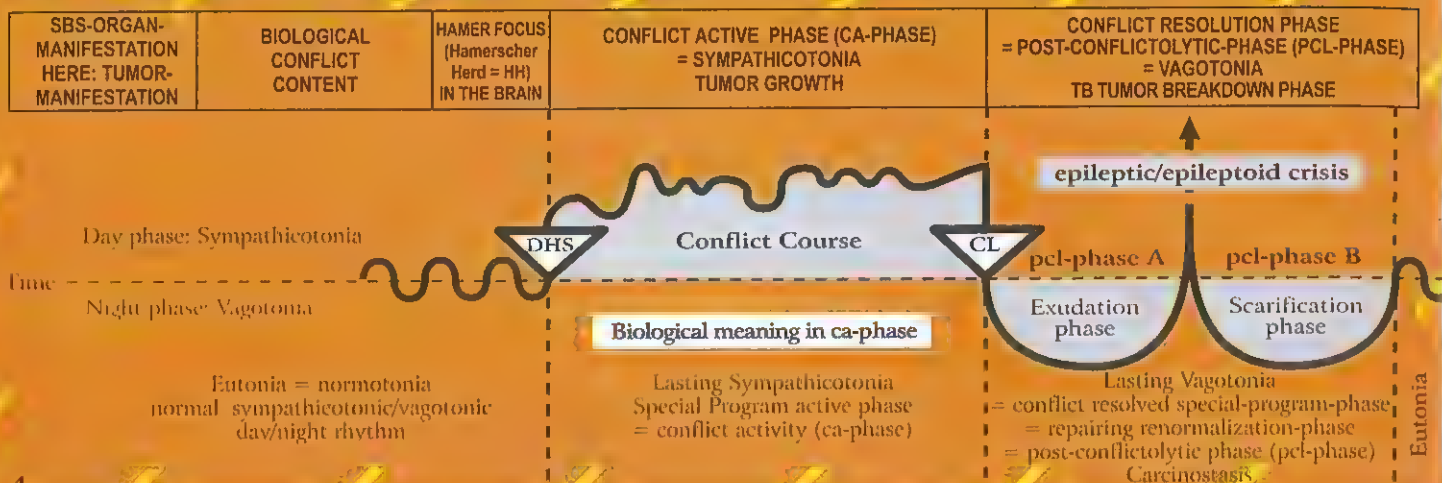 SBS-ORGAN-
MANIFESTATION
HERE: TUMOR-
MANIFESTATION
BIOLOGICAL
CONFLICT
CONTENT
HAMER FOCUS
(Hamerscher
Herd = HH)
IN THE BRAIN
CONFLICT ACTIVE PHASE (CA-PHASE)
= SYMPATHICOTONIA
TUMOR GROWTH
CONFLICT RESOLUTION PHASE
= POST-CONFLICTOLYTIC-PHASE (PCL-PHASE)
= VAGOTONIA
TB TUMOR BREAKDOWN PHASE
epileptic/epileptoid crisis
Day phase: Sympathicotonia
DHS
Conflict Course
CL
pcl-phase A
pcl-phase B
Time
Night phase: Vagotonia
Exudation
phase
Scarification
phase
Biological meaning in ca-phase
Eutonia = normotonia
normal sympathicotonic/vagotonic
day/night rhythm
Lasting Sympathicotonia
Special Program active phase
= conflict activity (ca-phase)
Lasting Vagotonia
= conflict resolved special-program-phase
= repairing renormalization-phase
= post-conflictolytic phase (pcl-phase)
Carcinostasis
Eutonia